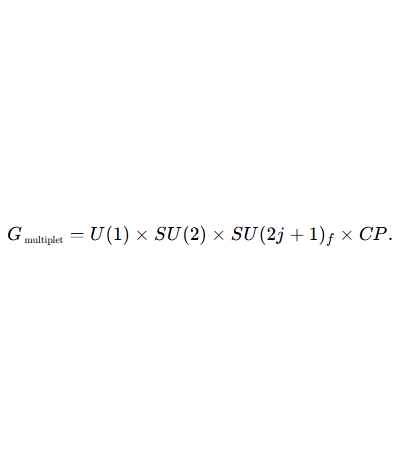 G_multiplet = U(1) × SU(2) × SU(2j + 1)_f × CP.